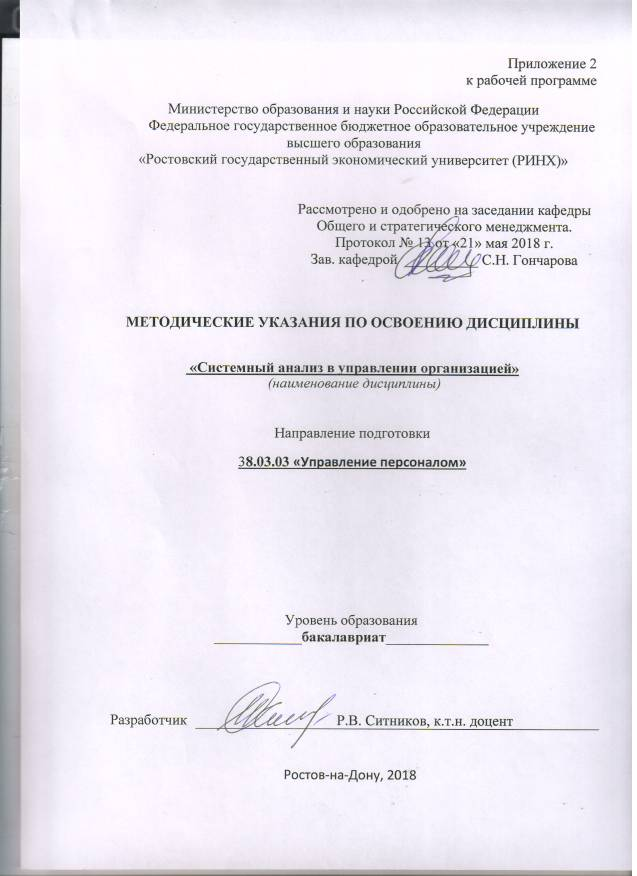 Приложение 2
к рабочей программе
Министерство образования и науки Российской Федерации
Федеральное государственное бюджетное образовательное учреждение
высшего образования
«Ростовский государственный экономический университет (РИНХ)»
Рассмотрено и одобрено на заседании кафедры
Общего и стратегического менеджмента.
Протокол № 13 от «21» мая 2018 г.
Зав. кафедрой__________С.Н. Гончарова
МЕТОДИЧЕСКИЕ УКАЗАНИЯ ПО ОСВОЕНИЮ ДИСЦИПЛИНЫ
«Системный анализ в управлении организацией»
(наименование дисциплины)
Направление подготовки
38.03.03 «Управление персоналом»
Уровень образования
____________бакалавриат______________
Разработчик __________________ Р.В. Ситников, к.т.н. доцент
Ростов-на-Дону, 2018